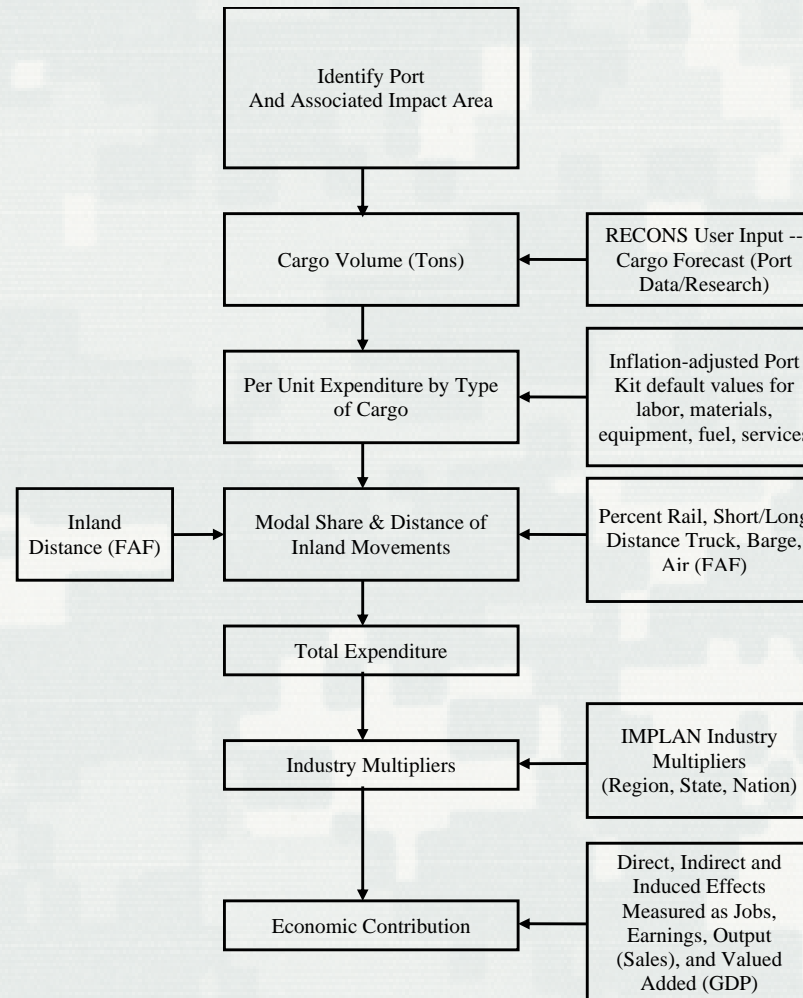 Identify Port
And Associated Impact Area
Cargo Volume (Tons)
RECONS User Input --
Cargo Forecast (Port
Data/Research)
Per Unit Expenditure by Type
of Cargo
Inflation-adjusted Port
Kit default values for
labor, materials,
equipment, fuel, services
Inland
Distance (FAF)
Modal Share & Distance of
Inland Movements
Percent Rail, Short/Long
Distance Truck, Barge,
Air (FAF)
Total Expenditure
Industry Multipliers
IMPLAN Industry
Multipliers
(Region, State, Nation)
Economic Contribution
Direct, Indirect and
Induced Effects
Measured as Jobs,
Earnings, Output
(Sales), and Valued
Added (GDP)